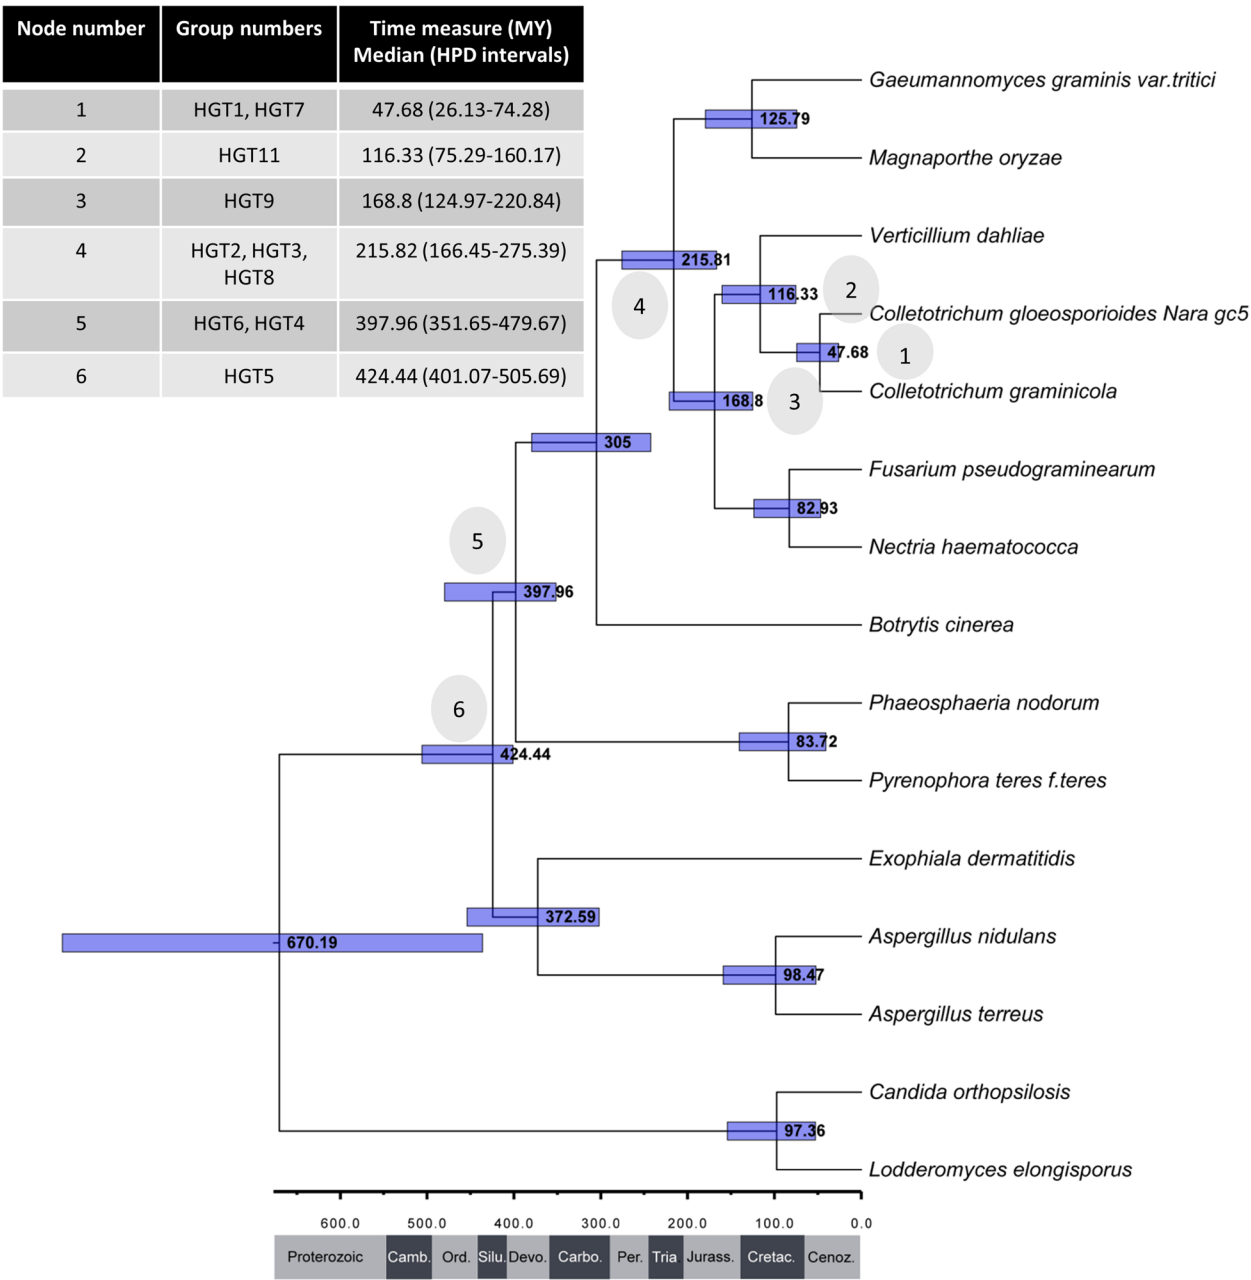 Node number Group numbers Time measure (MY)
Median (HPD intervals)
1 HGT1, HGT7 47.68 (26.13-74.28)
2 HGT11 116.33 (75.29-160.17)
3 HGT9 168.8 (124.97-220.84)
4 HGT2, HGT3, 215.82 (166.45-275.39)
HGT8
5 HGT6, HGT4 397.96 (351.65-479.67)
6 HGT5 424.44 (401.07-505.69)
Gaeumannomyces graminis var.tritici
125.79
Magnaporthe oryzae
Verticillium dahliae
215.81
4
116.33
2
Colletotrichum gloeosporioides Nara gc5
47.68
1
Colletotrichum graminicola
168.8
3
305
Fusarium pseudograminearum
82.93
Nectria haematococca
5
397.96
Botrytis cinerea
Phaeosphaeria nodorum
6
83.72
424.44
Pyrenophora teres f.teres
Exophiala dermatitidis
372.59
Aspergillus nidulans
670.19
98.47
Aspergillus terreus
Candida orthopsilosis
97.36
Lodderomyces elongisporus
600.0 500.0 400.0 300.0 200.0 100.0 0.0
Proterozoic Camb. Ord. Silu. Devo. Carbo. Per. Tria Jurass. Cretac. Cenoz.